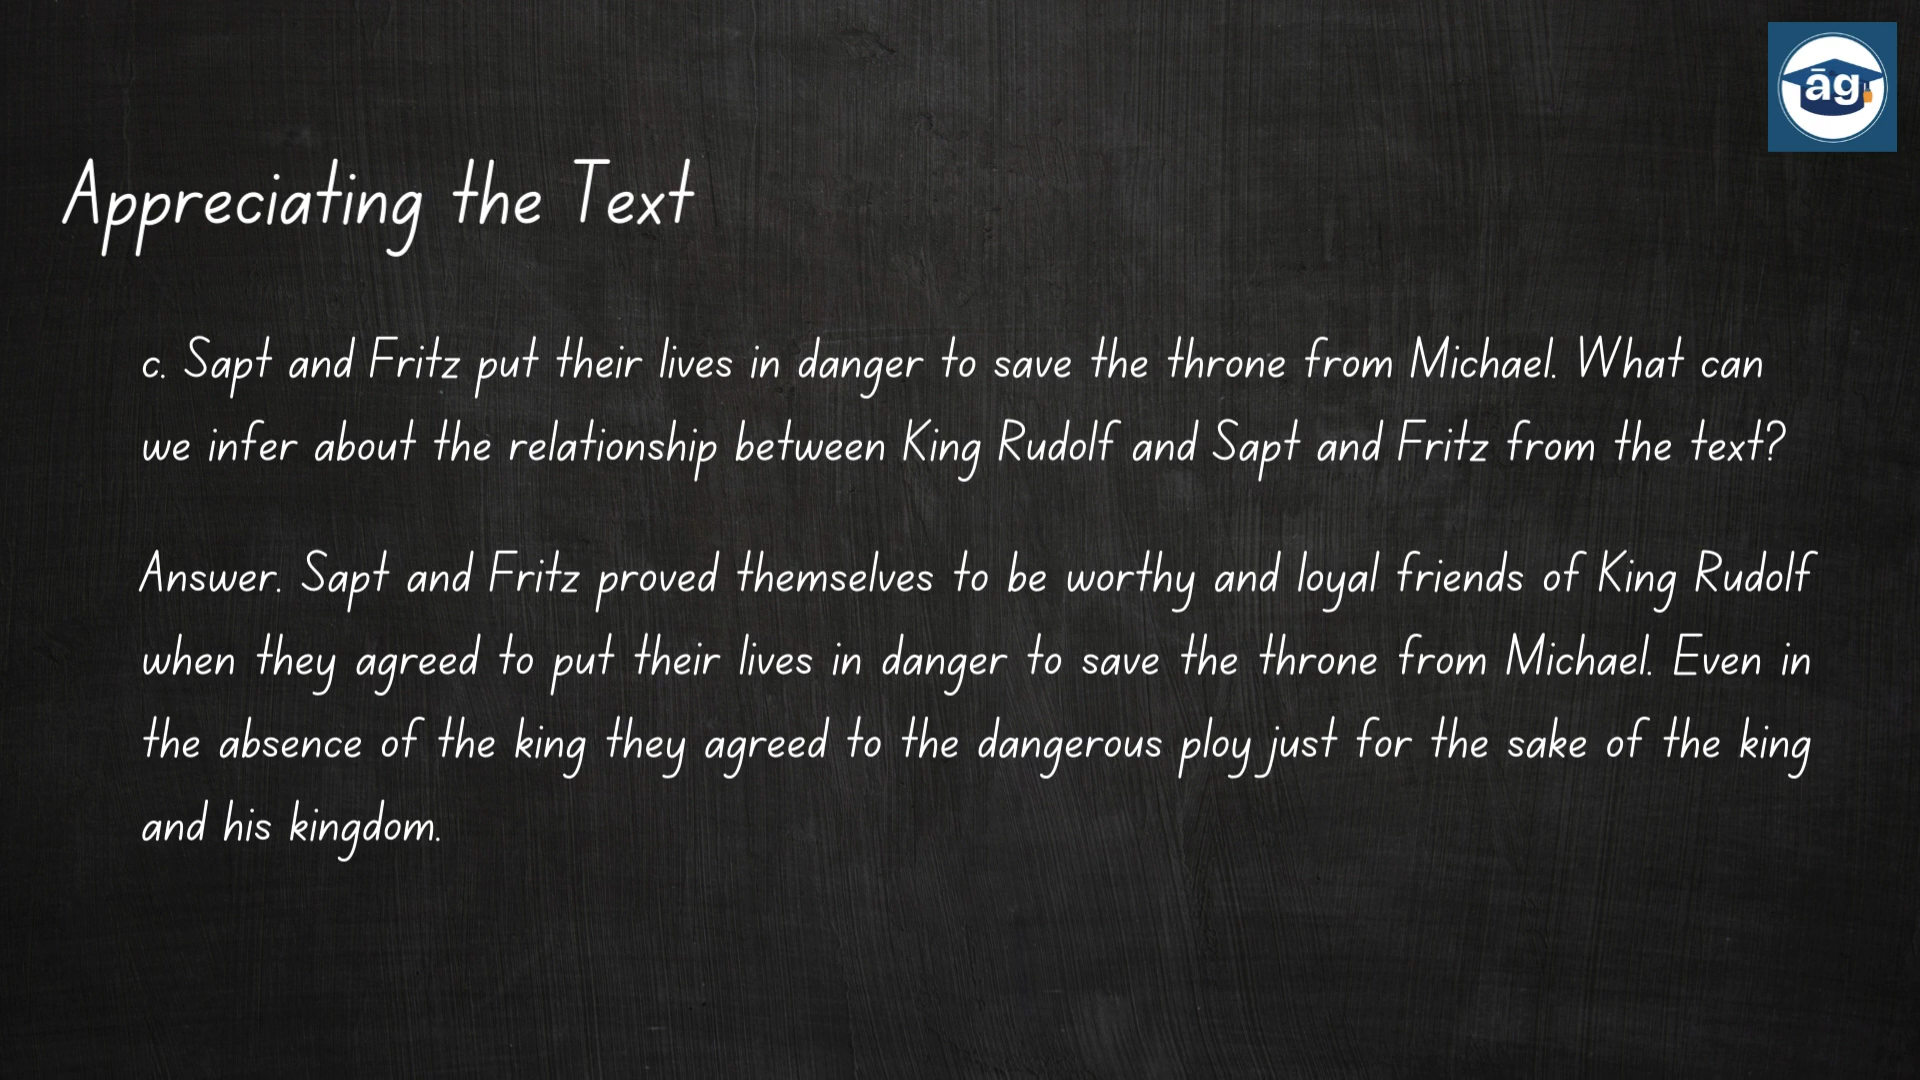 āg
Appreciating the Text
c. Sapt and Fritz put their lives in danger to save the throne from Michael. What can
we infer about the relationship between King Rudolf and Sapt and Fritz from the text?
Answer. Sapt and Fritz proved themselves to be worthy and loyal friends of King Rudolf
when they agreed to put their lives in danger to save the throne from Michael. Even in
the absence of the king they agreed to the dangerous ploy just for the sake of the king
and his kingdom.